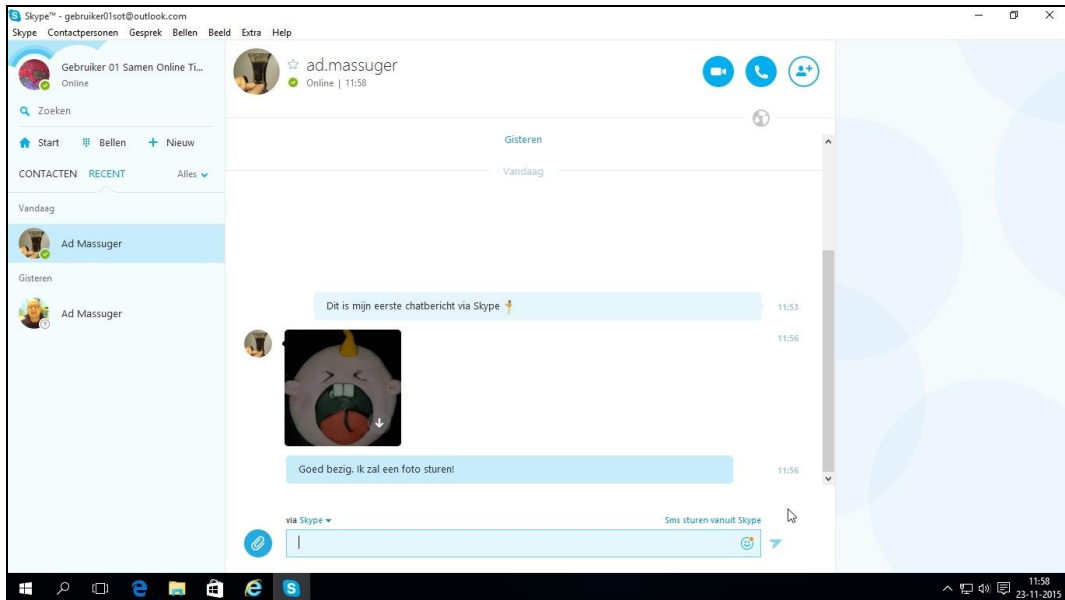 Skype™ - gebruiker01sot@outlook.com
Skype Contactpersonen Gesprek Bellen Beeld Extra Help
Gebruiker 01 Samen Online Ti...
Online
Zoeken
Start Bellen Nieuw
CONTACTEN RECENT Alles
Vandaag
Ad Massuger
Gisteren
Ad Massuger
ad.massuger
Online | 11:58
Gisteren
Vandaag
Dit is mijn eerste chatbericht via Skype 11:53
11:56
Goed bezig. Ik zal een foto sturen! 11:56
via Skype Sms sturen vanuit Skype
11:58
23-11-2015